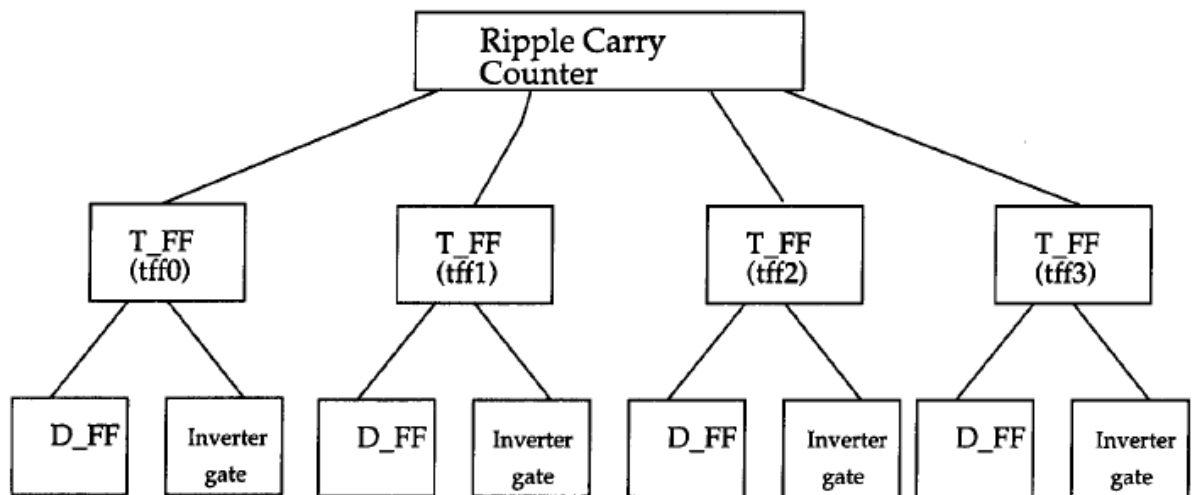 Ripple Carry
Counter
T_FF
(tff0)
T_FF
(tff1)
T_FF
(tff2)
T_FF
(tff3)
D_FF
Inverter
gate
D_FF
Inverter
gate
D_FF
Inverter
gate
D_FF
Inverter
gate